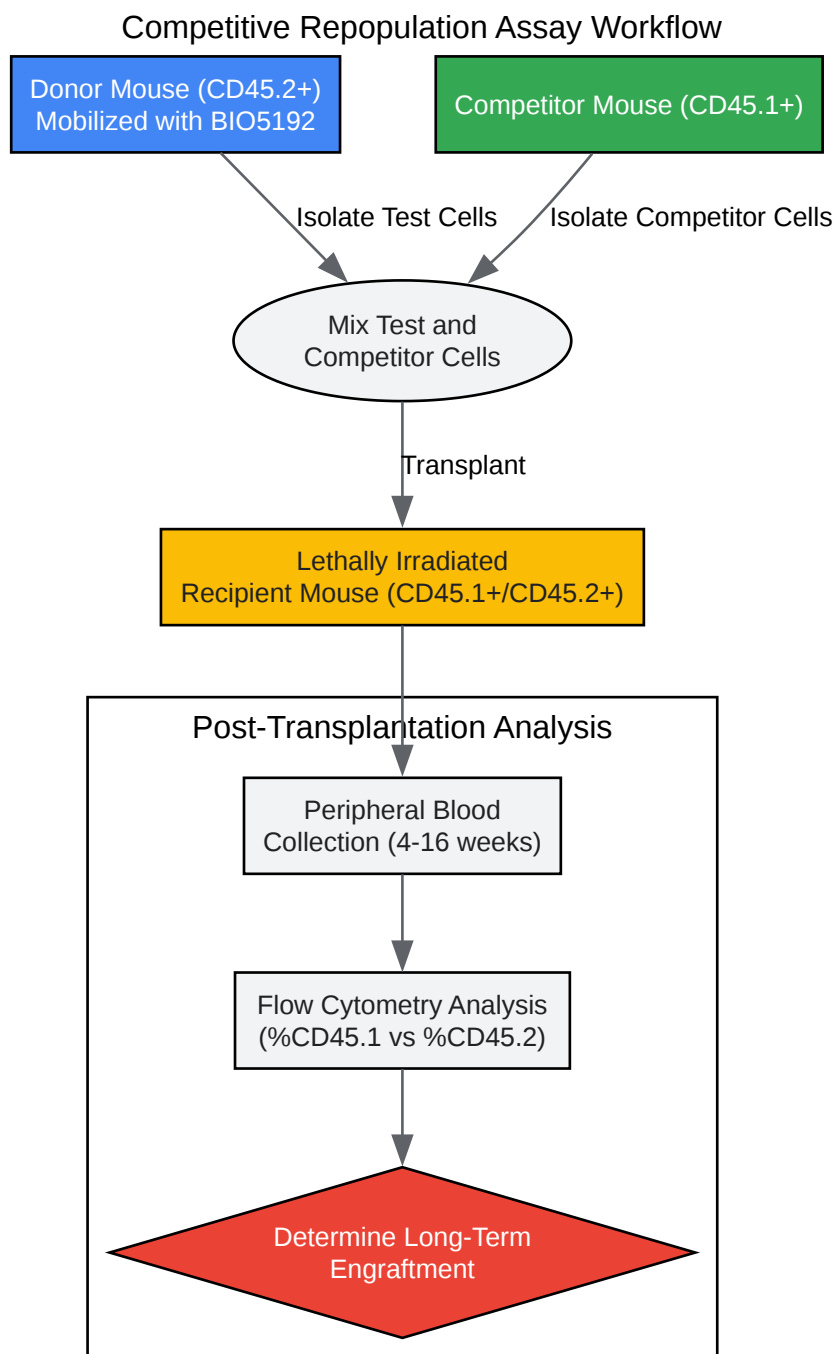 Competitive Repopulation Assay Workflow
Donor Mouse (CD45.2+)
Mobilized with BIO5192
Competitor Mouse (CD45.1+)
Isolate Test Cells
Isolate Competitor Cells
Mix Test and
Competitor Cells
Transplant
Lethally Irradiated
Recipient Mouse (CD45.1+/CD45.2+)
Post-Transplantation Analysis
Peripheral Blood
Collection (4-16 weeks)
Flow Cytometry Analysis
(%CD45.1 vs %CD45.2)
Determine Long-Term
Engraftment